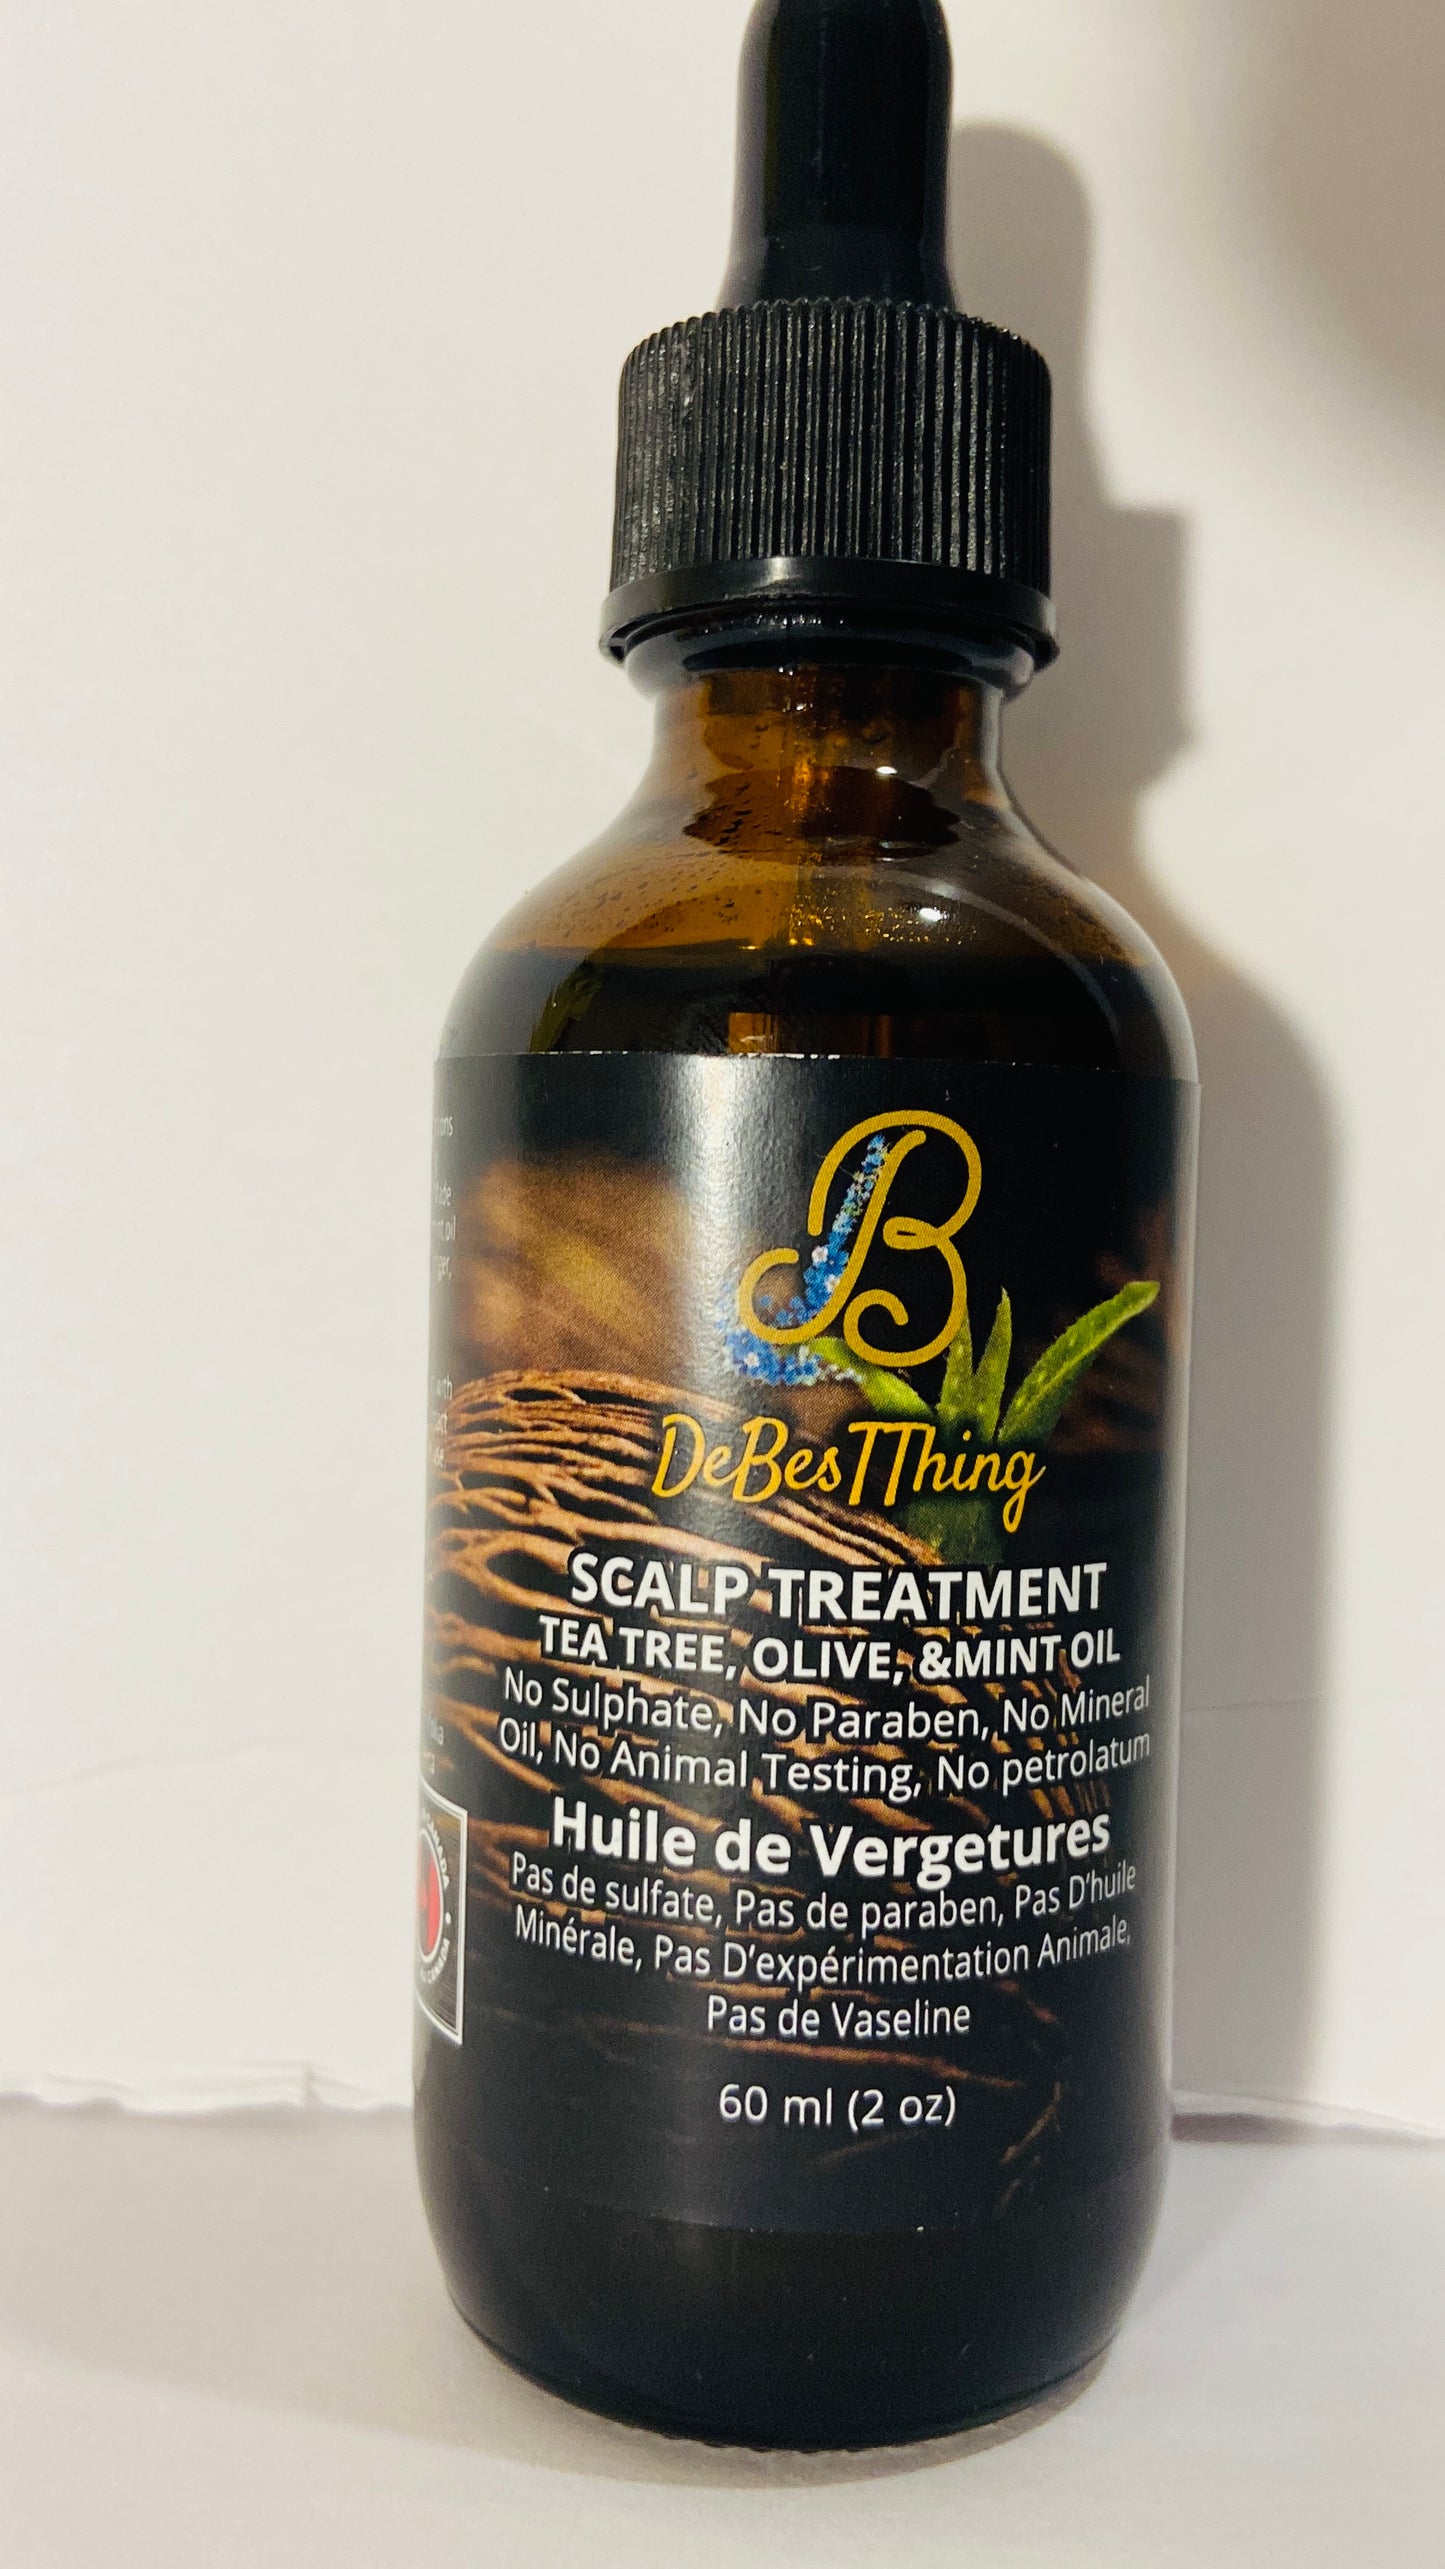 B
DeBesTThing
SCALP TREATMENT
TEA TREE, OLIVE, &MINT OIL
No Sulphate, No Paraben, No Mineral
Oil, No Animal Testing, No petrolatum
Huile de Vergetures
Pas de sulfate, Pas de paraben, Pas D'huile
Minérale, Pas D'expérimentation Animale,
Pas de Vaseline
60 ml (2 oz)